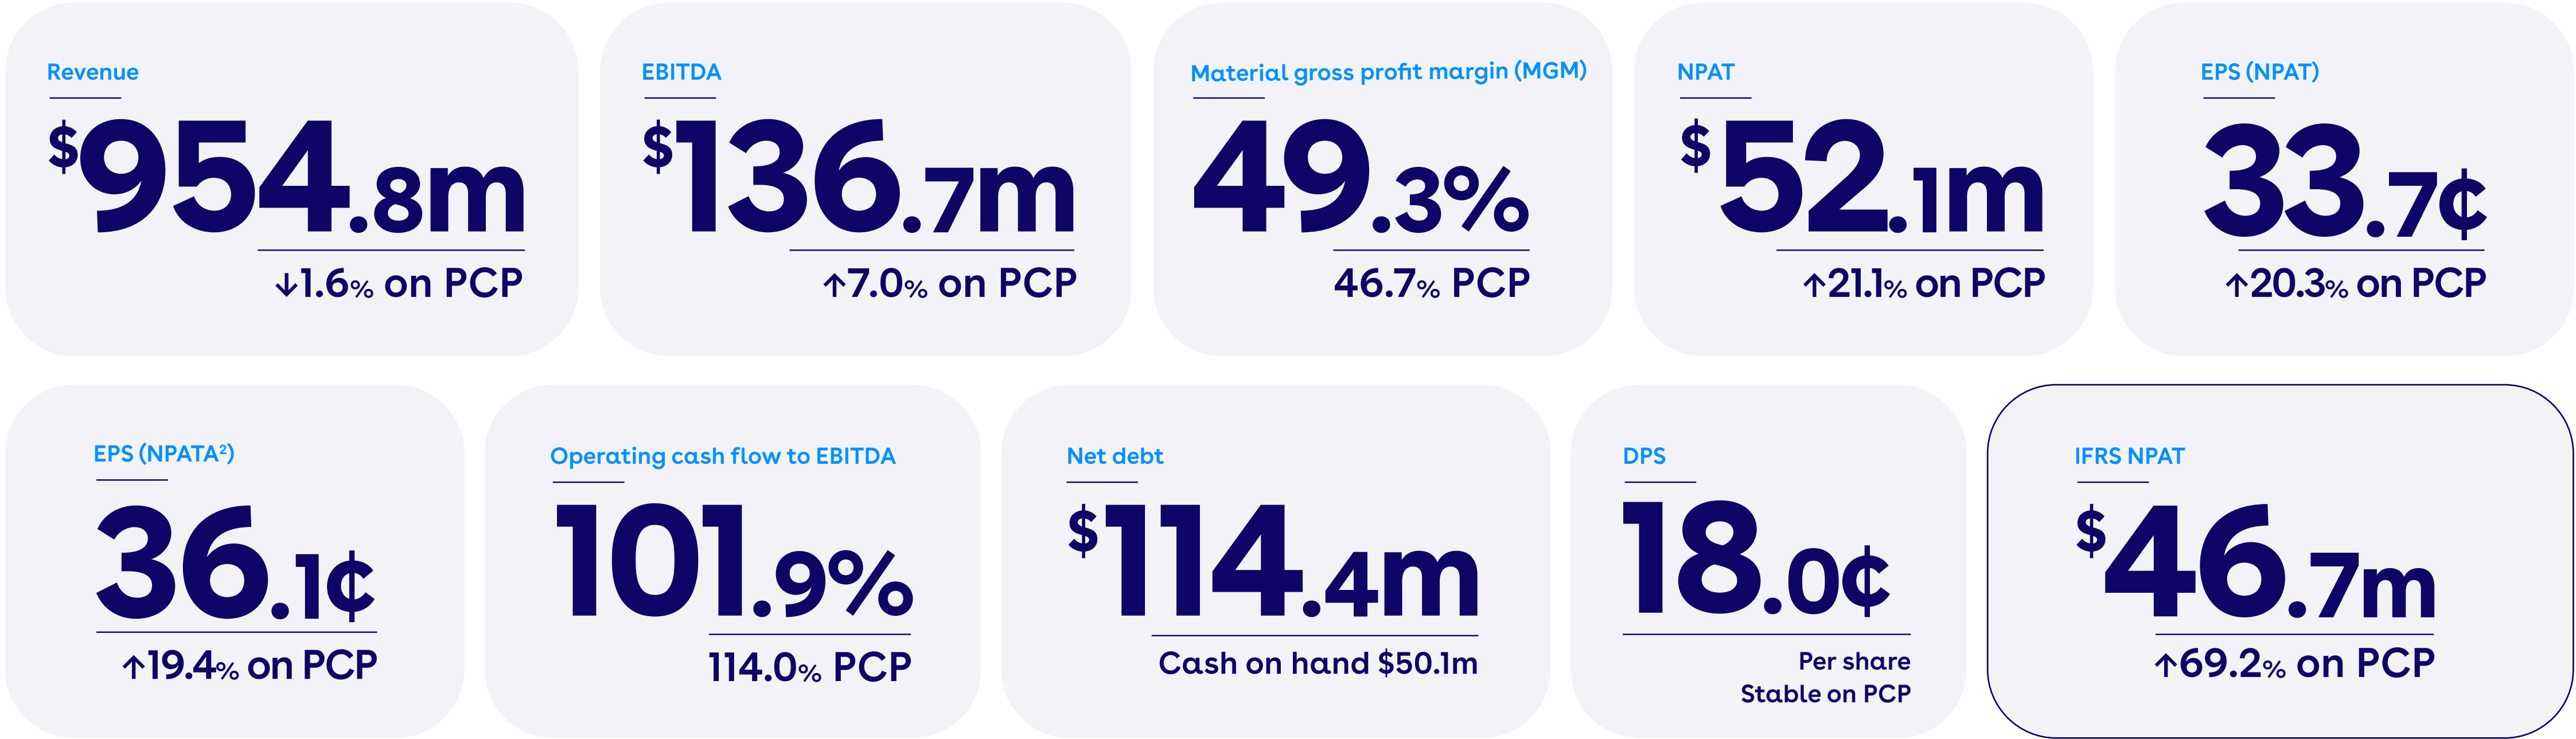 Revenue
$954.8m
↓1.6% on PCP
EBITDA
$136.7m
↑7.0% on PCP
Material gross profit margin (MGM)
49.3%
46.7% PCP
NPAT
$52.1m
↑21.1% on PCP
EPS (NPAT)
33.7¢
↑20.3% on PCP
EPS (NPATA²)
36.1¢
↑19.4% on PCP
Operating cash flow to EBITDA
101.9%
114.0% PCP
Net debt
$114.4m
Cash on hand $50.1m
DPS
18.0¢
Per share
Stable on PCP
IFRS NPAT
$46.7m
↑69.2% on PCP